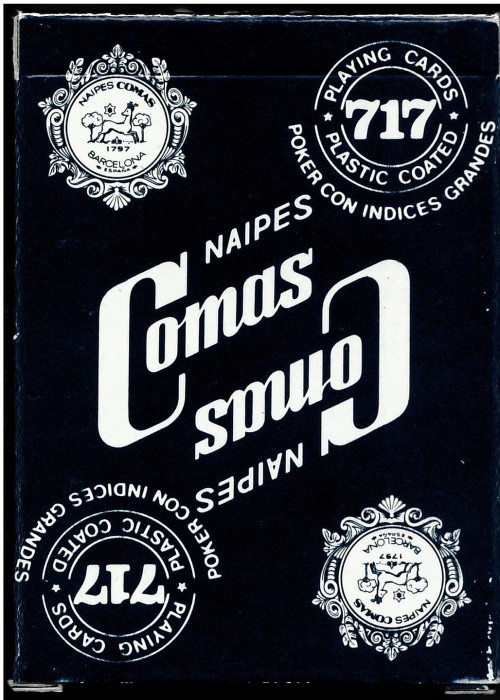 NAIPES COMAS
1797
BARCELONA
ESPAÑA
PLAYING CARDS
717
PLASTIC COATED
POKER CON INDICES GRANDES
NAIPES
Comas
Comas
NAIPES
POKER CON INDICES GRANDES
PLASTIC COATED
717
PLAYING CARDS
ESPAÑA
BARCELONA
1797
NAIPES COMAS